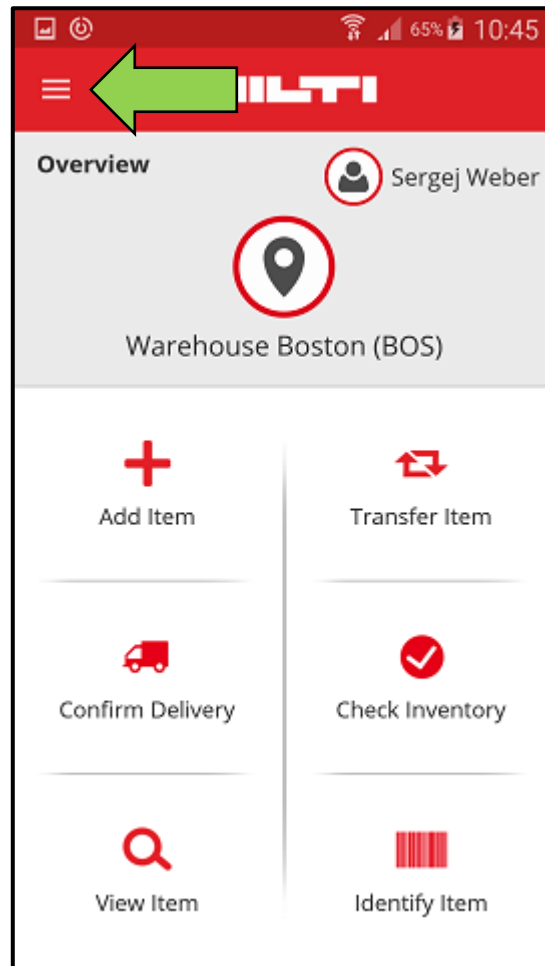 65% 10:45
Overview
Sergej Weber
Warehouse Boston (BOS)
Add Item
Transfer Item
Confirm Delivery
Check Inventory
View Item
Identify Item